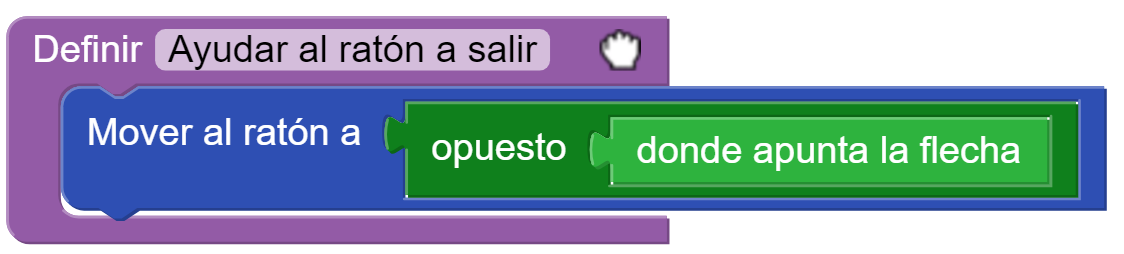 Definir Ayudar al ratón a salir
Mover al ratón a opuesto donde apunta la flecha